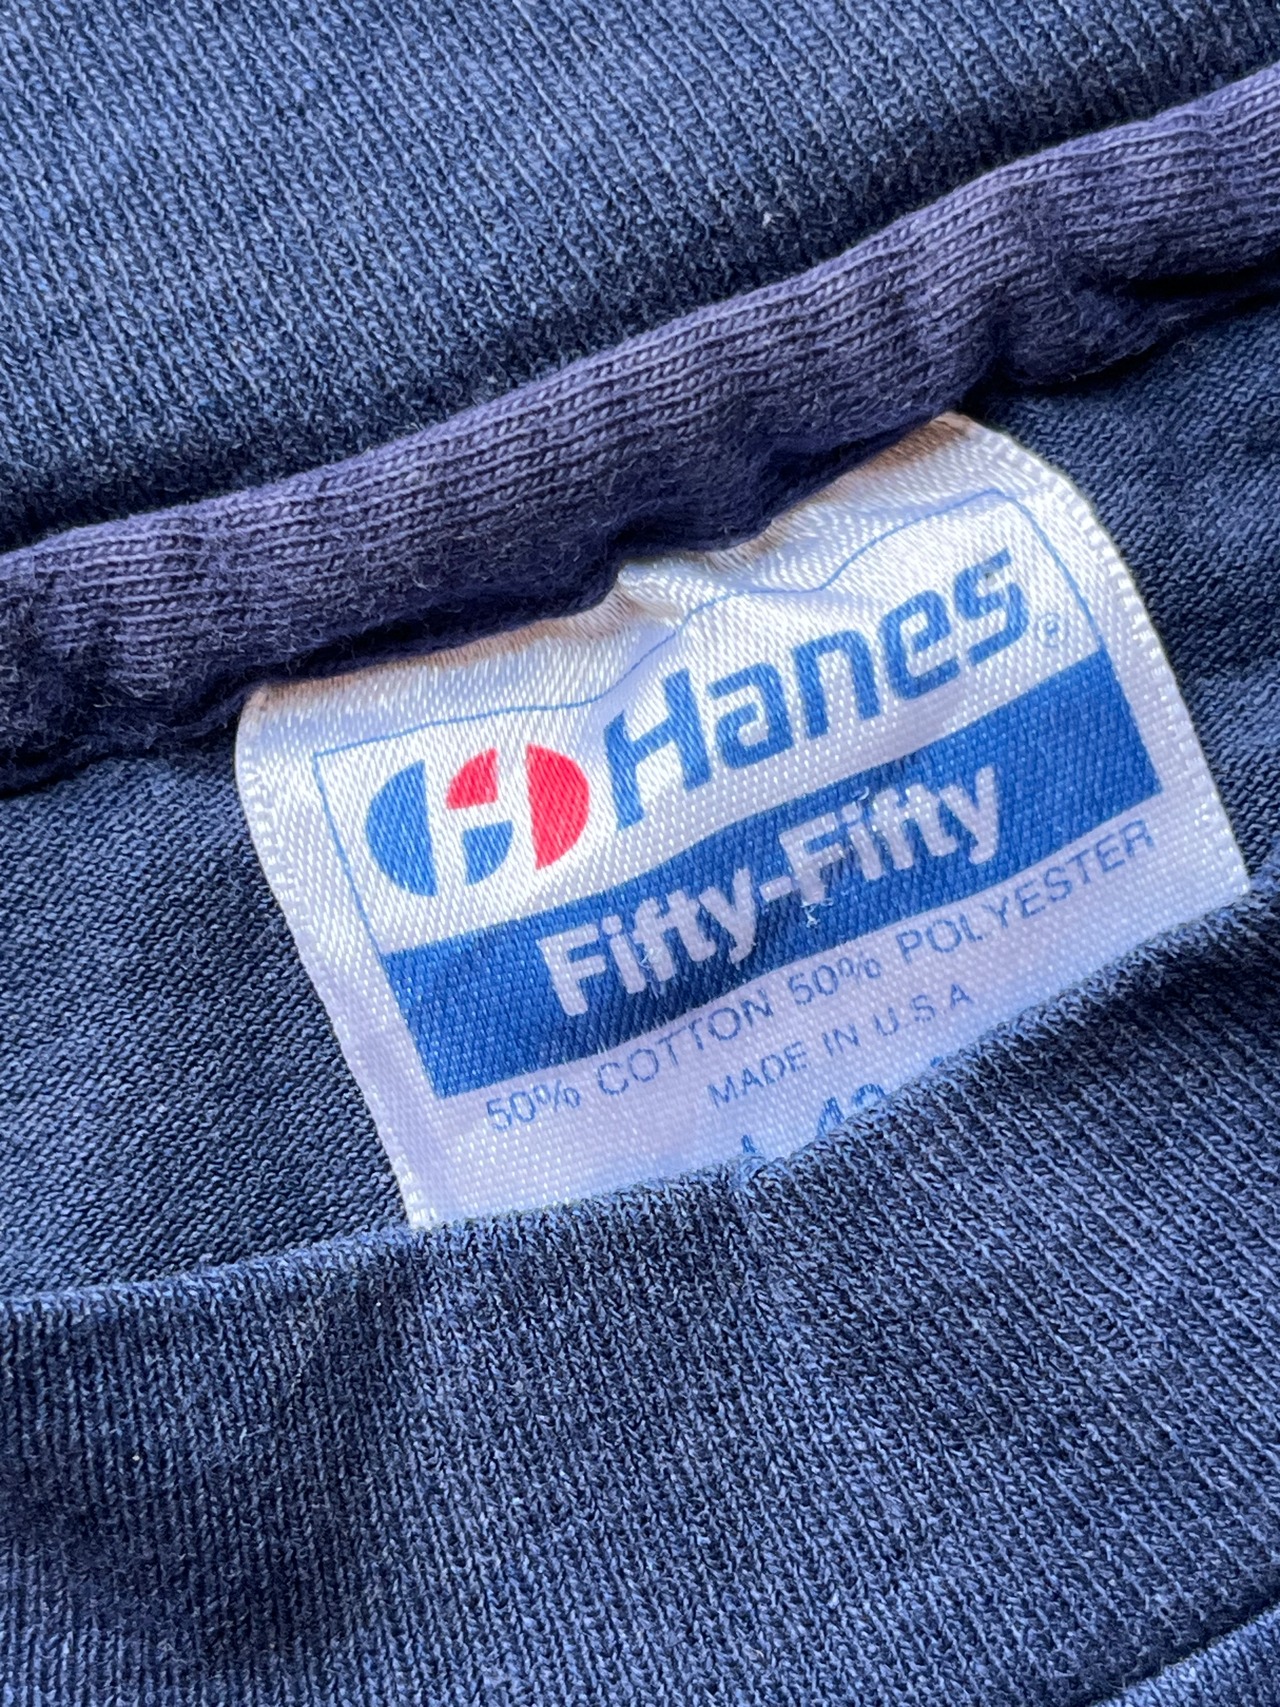 Hanes®
Fifty-Fifty
50% COTTON 50% POLYESTER
MADE IN U.S.A